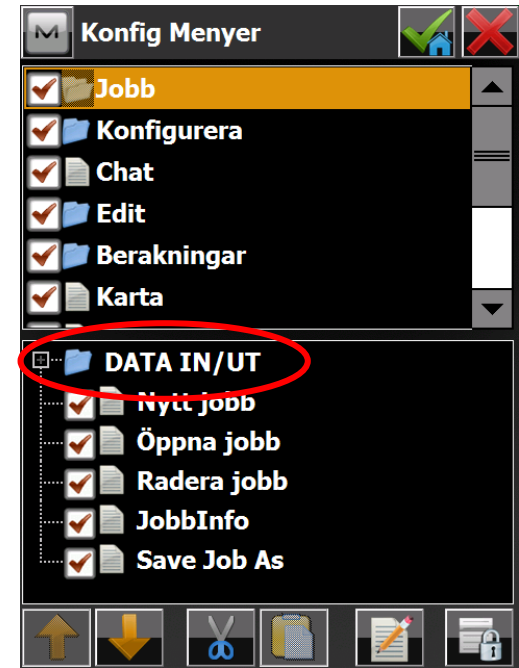 Konfig Menyer
Jobb
Konfigurera
Chat
Edit
Berakningar
Karta
DATA IN/UT
Nytt jobb
Öppna jobb
Radera jobb
JobbInfo
Save Job As